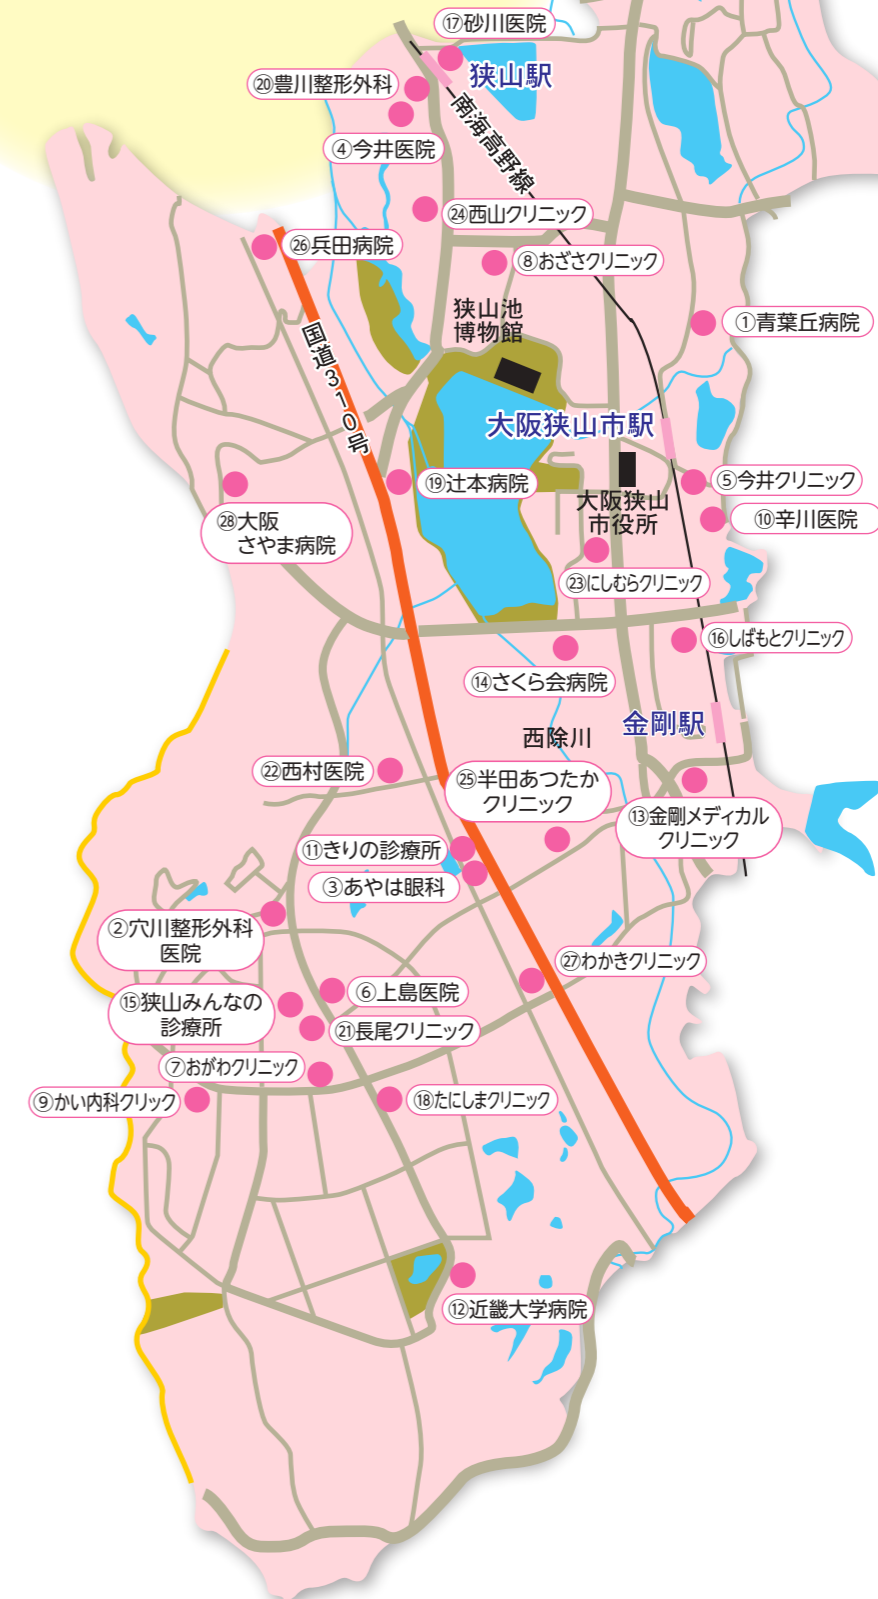 ⑰砂川医院
狭山駅
⑳豊川整形外科
南海高野線
④今井医院
㉔西山クリニック
㉖兵田病院
⑧おざさクリニック
狭山池
博物館
①青葉丘病院
国道310号
大阪狭山市駅
⑲辻本病院
⑤今井クリニック
大阪狭山
市役所
⑩辛川医院
㉘大阪
さやま病院
㉓にしむらクリニック
⑯しばもとクリニック
⑭さくら会病院
金剛駅
西除川
㉒西村医院
㉕半田あつたか
クリニック
⑬金剛メディカル
クリニック
⑪きりの診療所
③あやは眼科
②穴川整形外科
医院
㉗わかきクリニック
⑥上島医院
⑮狭山みんなの
診療所
㉑長尾クリニック
⑦おがわクリニック
⑨かい内科クリック
⑱たにしまクリニック
⑫近畿大学病院